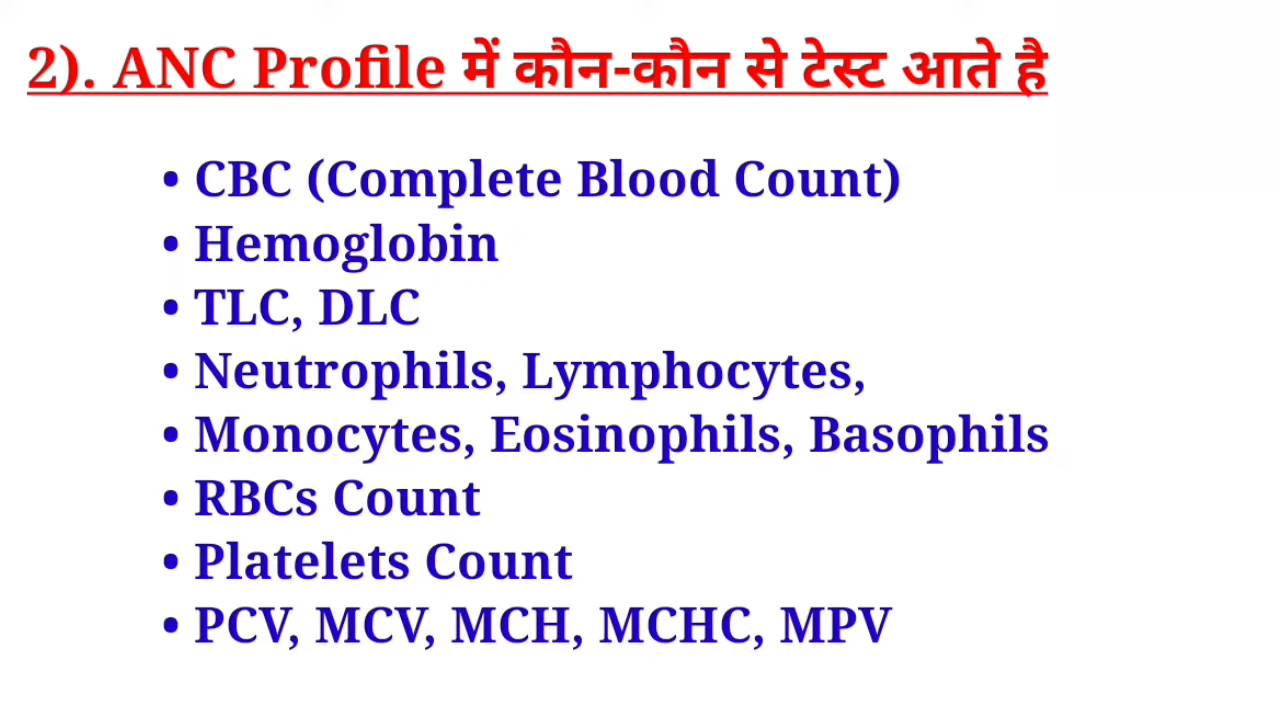 2). ANC Profile में कौन-कौन से टेस्ट आते है
• CBC (Complete Blood Count)
• Hemoglobin
• TLC, DLC
• Neutrophils, Lymphocytes,
• Monocytes, Eosinophils, Basophils
• RBCs Count
• Platelets Count
• PCV, MCV, MCH, MCHC, MPV